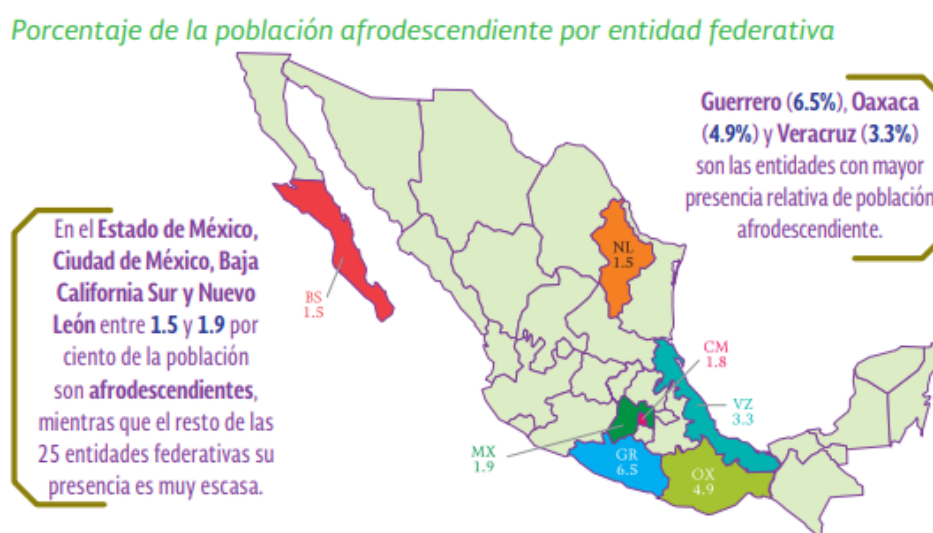 Porcentaje de la población afrodescendiente por entidad federativa
Guerrero (6.5%), Oaxaca
(4.9%) y Veracruz (3.3%)
son las entidades con mayor
presencia relativa de población
afrodescendiente.
En el Estado de México,
Ciudad de México, Baja
California Sur y Nuevo
León entre 1.5 y 1.9 por
ciento de la población
son afrodescendientes,
mientras que el resto de las
25 entidades federativas su
presencia es muy escasa.
NL
1.5
BS
1.5
CM
1.8
VZ
3.3
MX
1.9
GR
6.5
OX
4.9